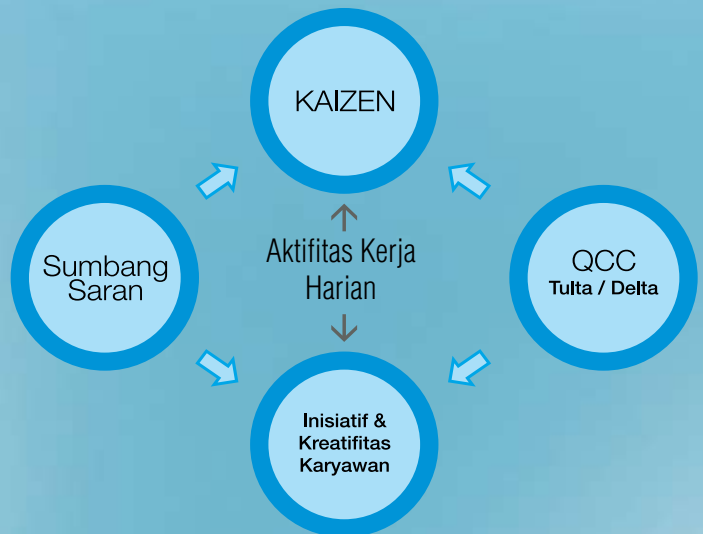 KAIZEN
Sumbang
Saran
Aktifitas Kerja
Harian
QCC
Tulta / Delta
Inisiatif &
Kreatifitas
Karyawan